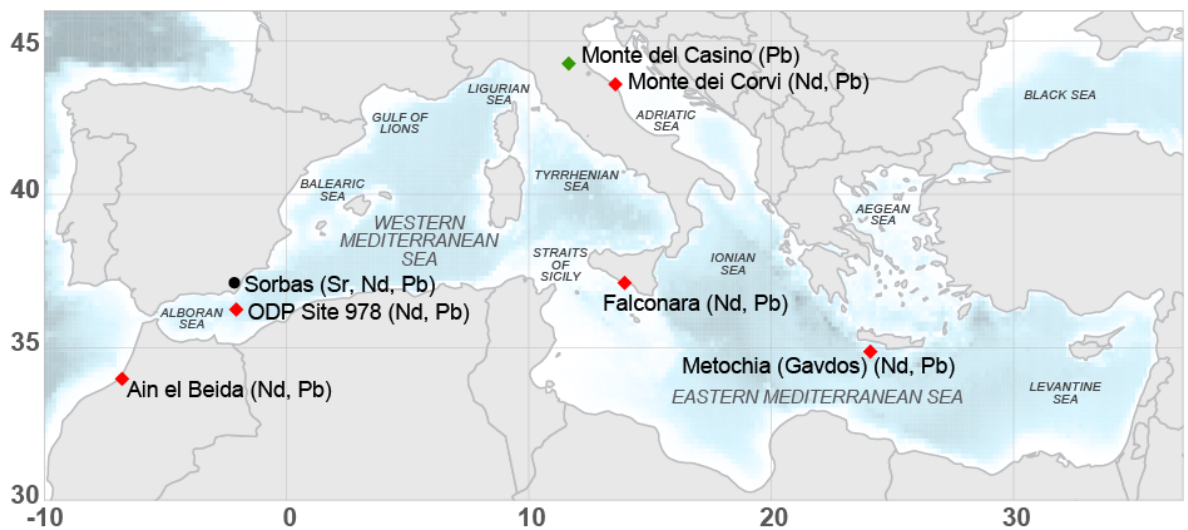 45
Monte del Casino (Pb)
Monte dei Corvi (Nd, Pb)
LIGURIAN
SEA
BLACK SEA
GULF OF
LIONS
ADRIATIC
SEA
40
BALEARIC
SEA
TYRRHENIAN
SEA
AEGEAN
SEA
WESTERN
MEDITERRANEAN
SEA
STRAITS
OF
SICILY
IONIAN
SEA
Sorbas (Sr, Nd, Pb)
ODP Site 978 (Nd, Pb)
ALBORAN
SEA
Falconara (Nd, Pb)
35
Metochia (Gavdos) (Nd, Pb)
Ain el Beida (Nd, Pb)
EASTERN MEDITERRANEAN SEA
LEVANTINE
SEA
30
-10
0
10
20
30